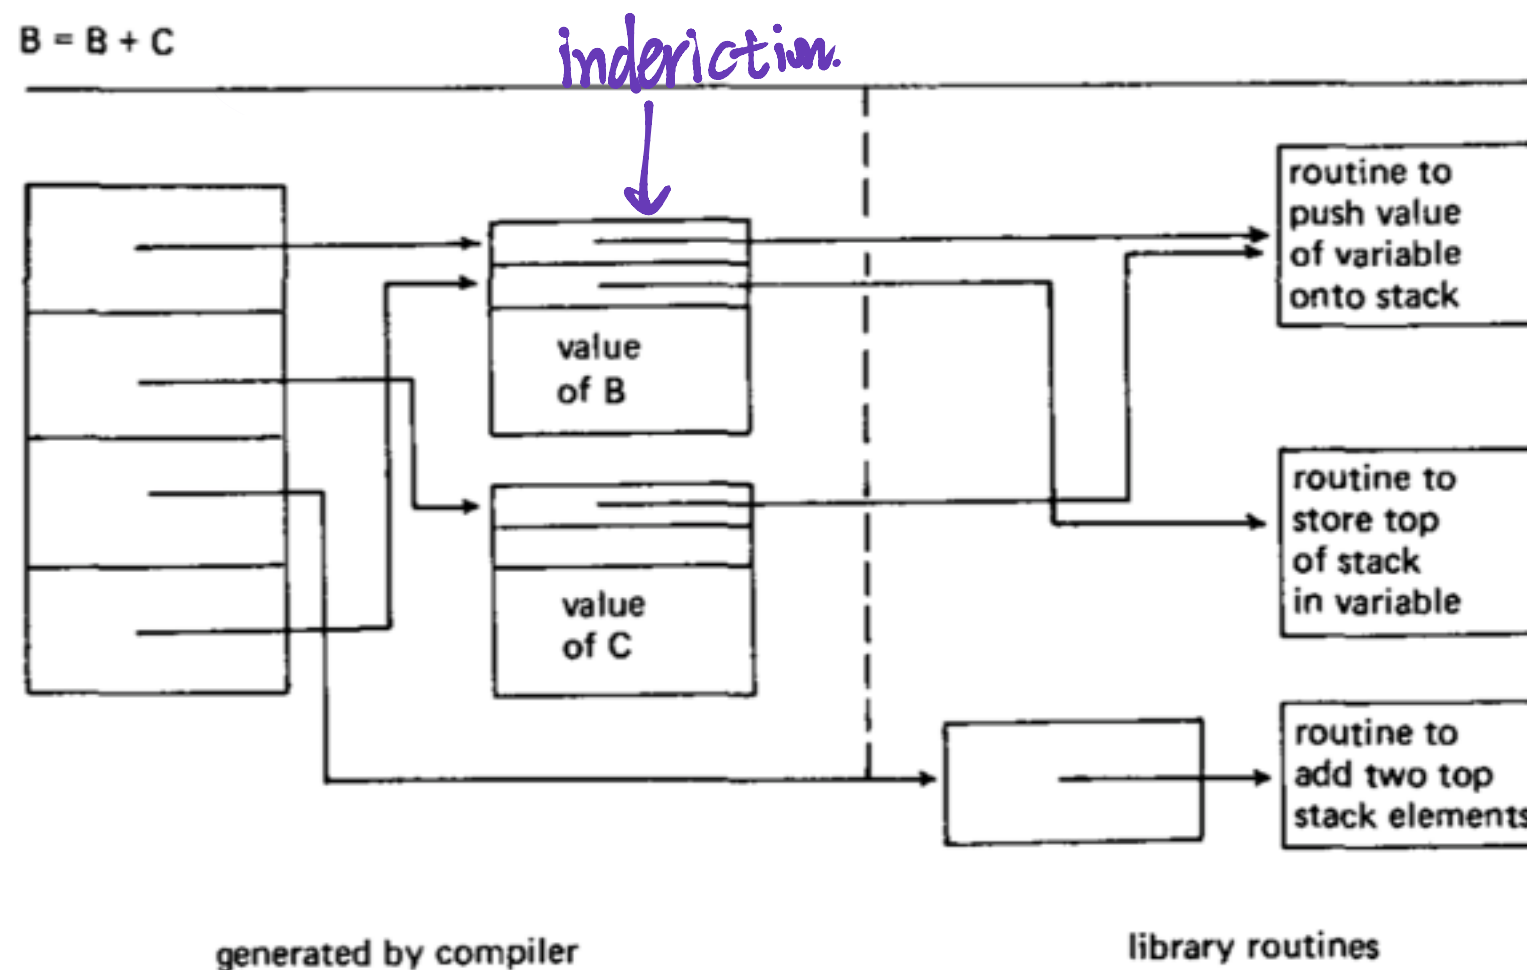 B = B + C
inderiction.
routine to
push value
of variable
onto stack
value
of B
routine to
store top
of stack
in variable
value
of C
routine to
add two top
stack elements
generated by compiler
library routines